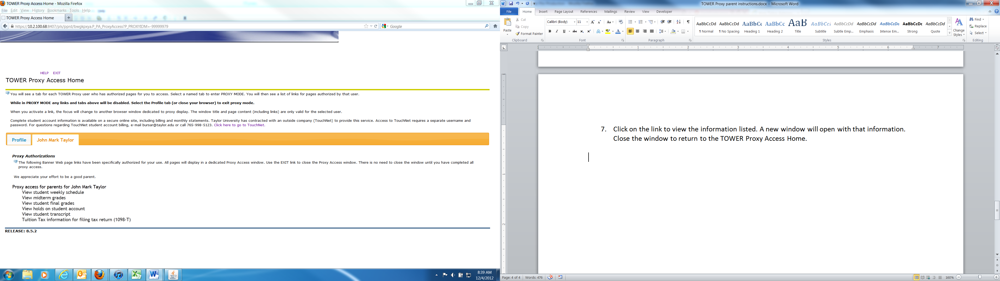 TOWER Proxy Access Home - Mozilla Firefox
File Edit View History Bookmarks Tools Help
TOWER Proxy Access Home
https://10.2.100.68:8407/pls/pprd/bwgkpxya.P_PA_ProxyAccess?P_PROXYIDM=-99999979
Google
HELP EXIT
TOWER Proxy Access Home
You will see a tab for each TOWER Proxy user who has authorized pages for you to access. Select a named tab to enter PROXY MODE. You will then see a list of links for pages authorized by that user.
While in PROXY MODE any links and tabs above will be disabled. Select the Profile tab (or close your browser) to exit proxy mode.
When you activate a link, the focus will change to another browser window dedicated to proxy display. The window title and page content (including links) are only valid for the selected user.
Complete student account information is available on a secure online site, including billing and monthly statements. Taylor University has contracted with an outside company (TouchNet) to provide this service. Access to TouchNet requires a separate username and
password. For questions regarding TouchNet student account billing, e-mail bursar@taylor.edu or call 765-998-5123. Click here to go to TouchNet.
Profile John Mark Taylor
Proxy Authorizations
The following Banner Web page links have been specifically authorized for your use. All pages will display in a dedicated Proxy Access window. Use the EXIT link to close the Proxy Access window. There is no need to close the window until you have completed all
proxy access.
We appreciate your effort to be a good parent.
Proxy access for parents for John Mark Taylor
View student weekly schedule
View midterm grades
View student final grades
View holds on student account
View student transcript
Tuition Tax information for filing tax return (1098-T)
RELEASE: 8.5.2
8:39 AM
12/4/2012
TOWER Proxy parent instructions.docx - Microsoft Word
File Home Insert Page Layout References Mailings Review View Developer
Paste
Cut
Copy
Format Painter
Clipboard
Calibri (Body) 11
Font
Paragraph
AaBbCcDd AaBbCcDd AaBbCc AaBbCc AaB AaBbCcl AaBbCcDd AaBbCcDd AaBbCcDc AaBbCcDc AaBbCcDd
¶ Normal ¶ No Spacing Heading 1 Heading 2 Title Subtitle Subtle Emp... Emphasis Intense Em... Strong Quote
Change
Styles
Styles
Find
Replace
Select
Editing
1 1 2 3 4 5 6 7
7. Click on the link to view the information listed. A new window will open with that information.
Close the window to return to the TOWER Proxy Access Home.
Page: 4 of 4 Words: 476
160%